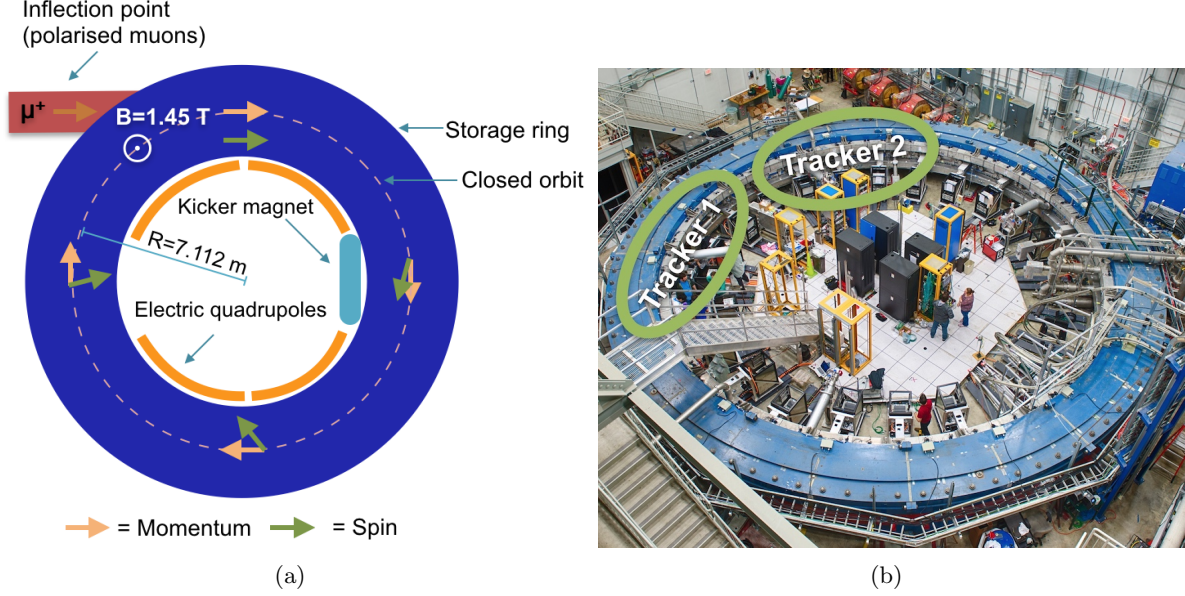 Inflection point
(polarised muons)
μ⁺
B=1.45 T
Storage ring
Closed orbit
Kicker magnet
R=7.112 m
Electric quadrupoles
= Momentum
= Spin
(a)
Tracker 1
Tracker 2
(b)